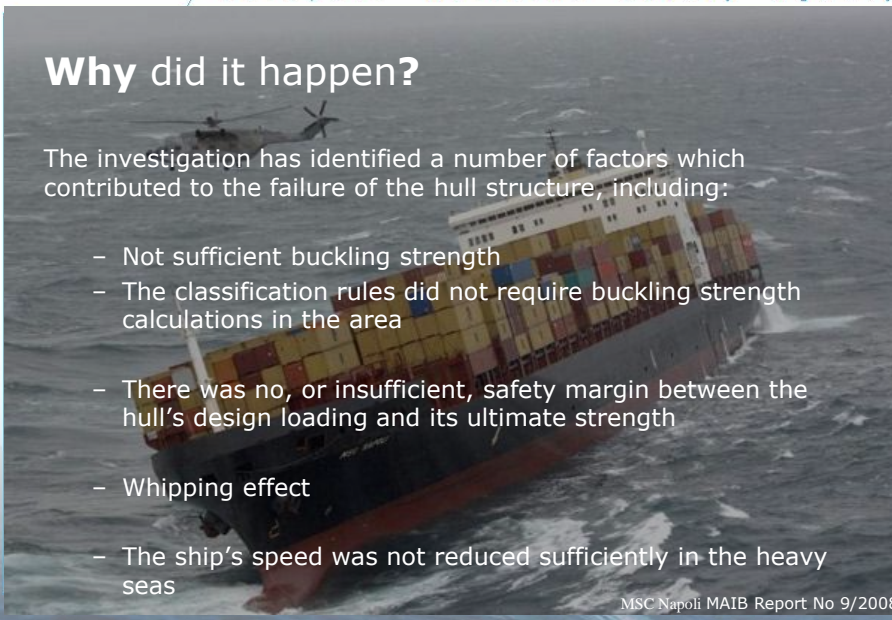 Why did it happen?
The investigation has identified a number of factors which
contributed to the failure of the hull structure, including:
– Not sufficient buckling strength
– The classification rules did not require buckling strength
calculations in the area
– There was no, or insufficient, safety margin between the
hull's design loading and its ultimate strength
– Whipping effect
– The ship's speed was not reduced sufficiently in the heavy
seas
MSC Napoli MAIB Report No 9/2008